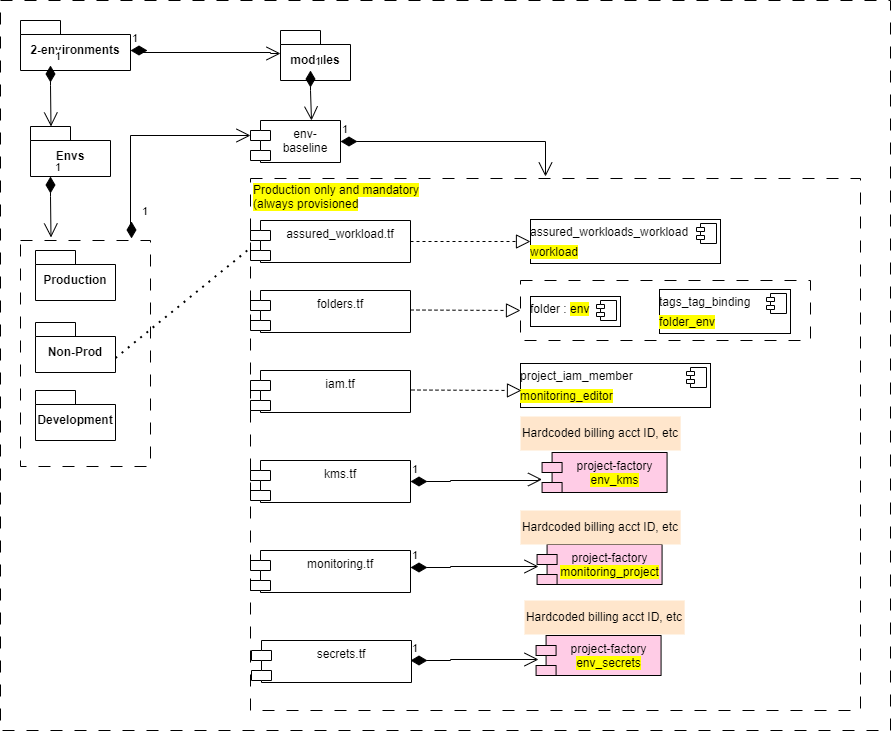 2-environments
1
1
modules
1
Envs
1
1
env-
baseline
1
Production only and mandatory
(always provisioned
Production
Non-Prod
Development
assured_workload.tf
assured_workloads_workload
workload
folders.tf
folder : env
tags_tag_binding
folder_env
iam.tf
project_iam_member
monitoring_editor
Hardcoded billing acct ID, etc
kms.tf
1
project-factory
env_kms
Hardcoded billing acct ID, etc
monitoring.tf
1
project-factory
monitoring_project
Hardcoded billing acct ID, etc
secrets.tf
1
project-factory
env_secrets